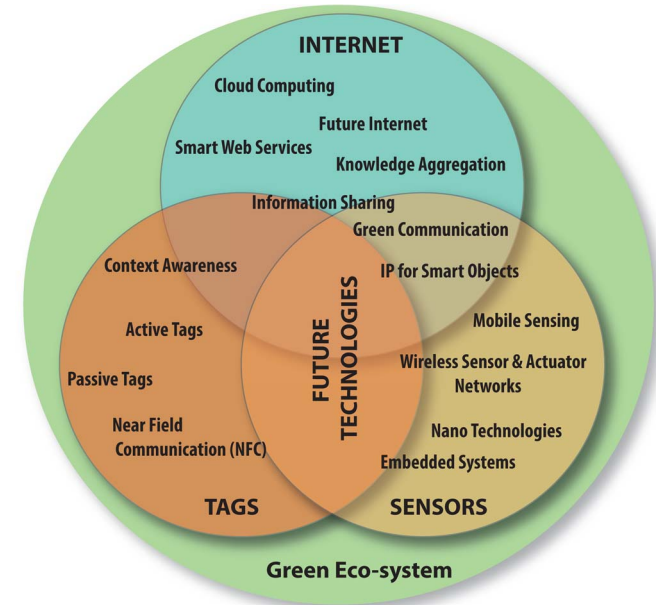 INTERNET
Cloud Computing
Future Internet
Smart Web Services
Knowledge Aggregation
Information Sharing
Green Communication
Context Awareness
IP for Smart Objects
FUTURE
TECHNOLOGIES
Active Tags
Mobile Sensing
Passive Tags
Wireless Sensor & Actuator
Networks
Near Field
Communication (NFC)
Nano Technologies
Embedded Systems
TAGS
SENSORS
Green Eco-system